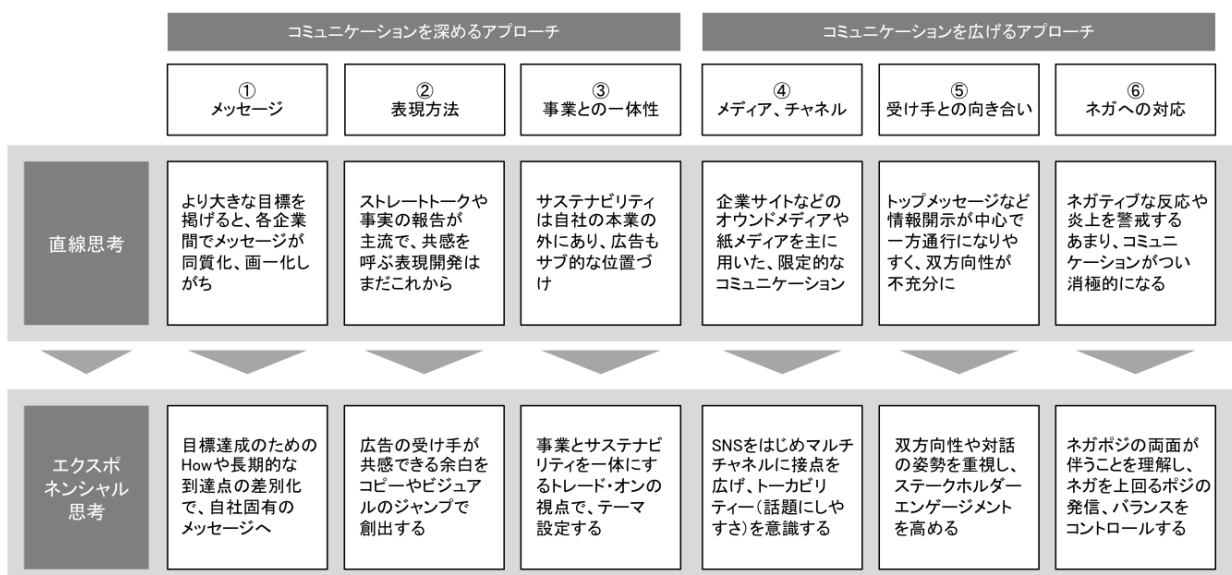 コミュニケーションを深めるアプローチ
コミュニケーションを広げるアプローチ
①
メッセージ
②
表現方法
③
事業との一体性
④
メディア、チャネル
⑤
受け手との向き合い
⑥
ネガへの対応
直線思考
より大きな目標を
掲げると、各企業
間でメッセージが
同質化、画一化し
がち
ストレートトークや
事実の報告が
主流で、共感を
呼ぶ表現開発は
まだこれから
サステナビリティ
は自社の本業の
外にあり、広告も
サブ的な位置づ
け
企業サイトなどの
オウンドメディアや
紙メディアを主に
用いた、限定的な
コミュニケーション
トップメッセージなど
情報開示が中心で
一方通行になりや
すく、双方向性が
不充分に
ネガティブな反応や
炎上を警戒する
あまり、コミュニ
ケーションがつい
消極的になる
エクスポ
ネンシャル
思考
目標達成のための
Howや長期的な
到達点の差別化
で、自社固有の
メッセージへ
広告の受け手が
共感できる余白を
コピーやビジュア
ルのジャンプで
創出する
事業とサステナビ
リティを一体にす
るトレード・オンの
視点で、テーマ
設定する
SNSをはじめマルチ
チャネルに接点を
広げ、トーカビリ
ティー(話題にしや
すさ)を意識する
双方向性や対話
の姿勢を重視し、
ステークホルダー
エンゲージメント
を高める
ネガポジの両面が
伴うことを理解し、
ネガを上回るポジの
発信、バランスを
コントロールする